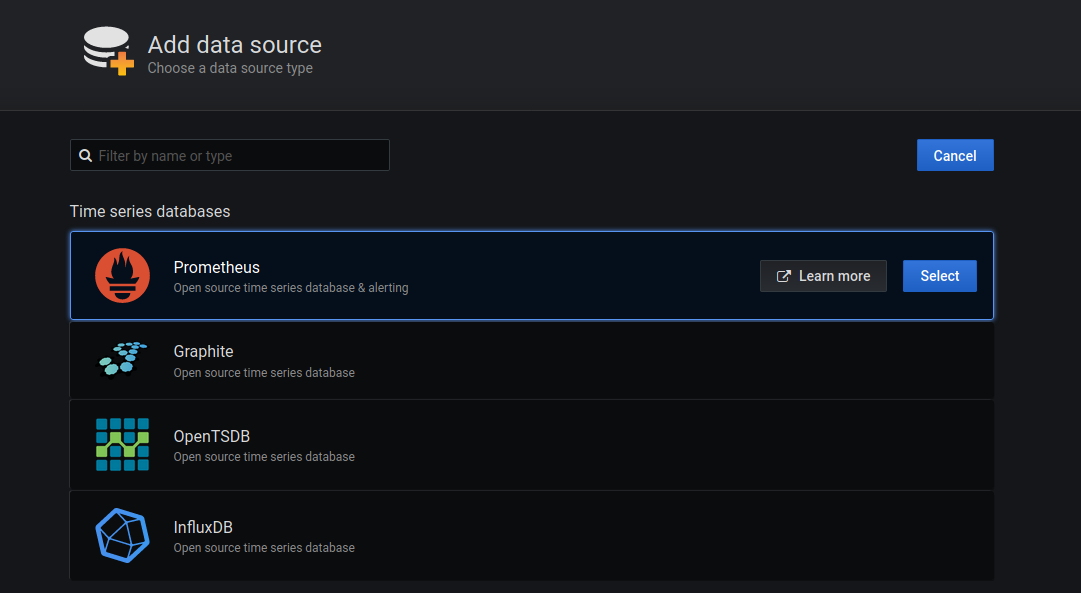 Add data source
Choose a data source type
Filter by name or type
Cancel
Time series databases
Prometheus
Open source time series database & alerting
Learn more
Select
Graphite
Open source time series database
OpenTSDB
Open source time series database
InfluxDB
Open source time series database